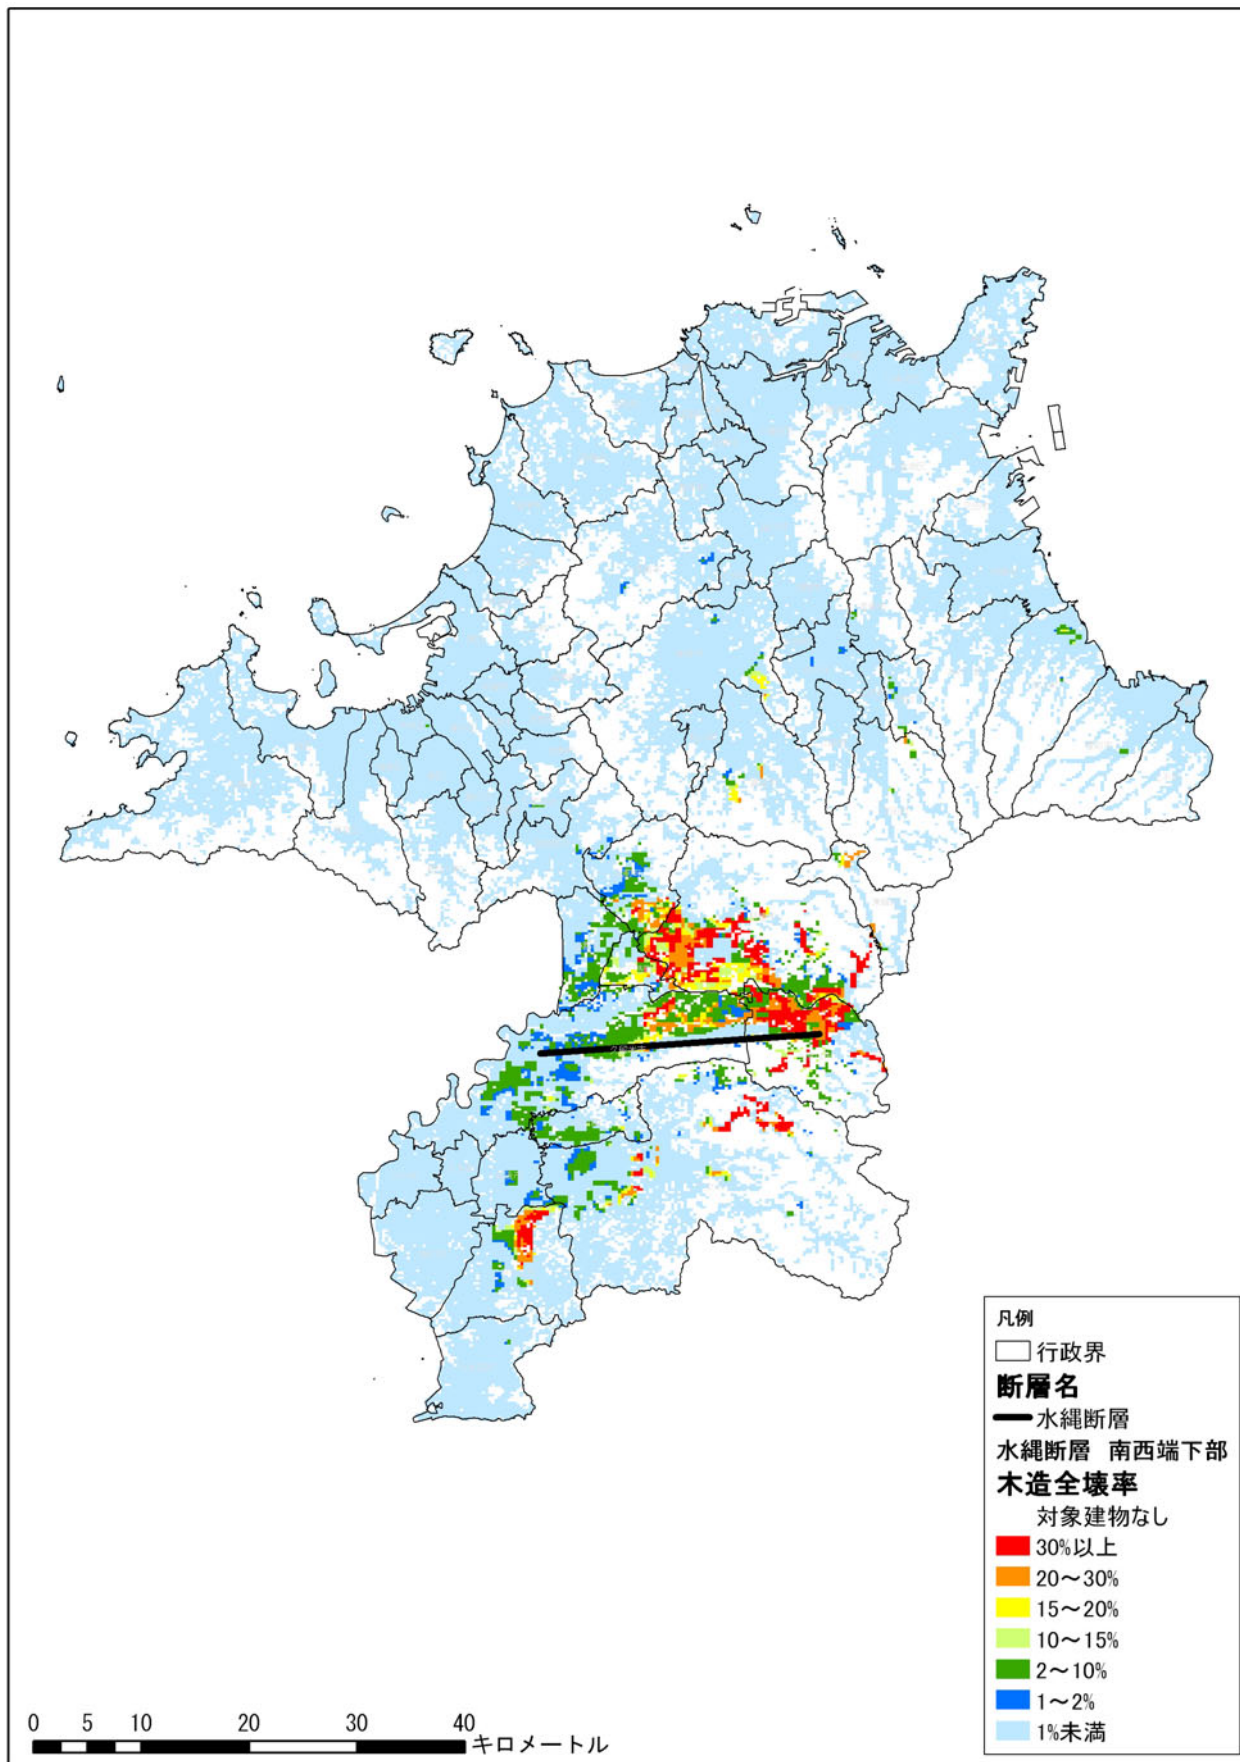 凡例
行政界
断層名
水縄断層
水縄断層 南西端下部
木造全壊率
対象建物なし
30%以上
20～30%
15～20%
10～15%
2～10%
1～2%
1%未満
0 5 10 20 30 40
キロメートル